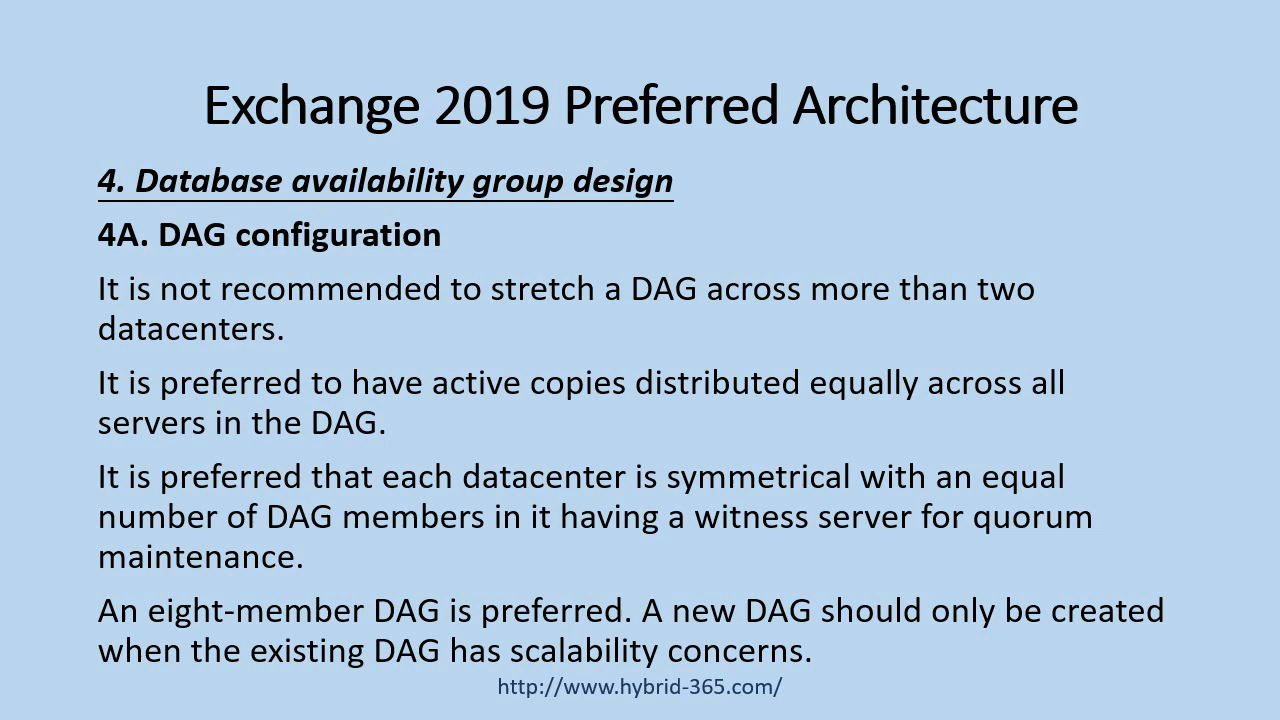 Exchange 2019 Preferred Architecture
4. Database availability group design
4A. DAG configuration
It is not recommended to stretch a DAG across more than two
datacenters.
It is preferred to have active copies distributed equally across all
servers in the DAG.
It is preferred that each datacenter is symmetrical with an equal
number of DAG members in it having a witness server for quorum
maintenance.
An eight-member DAG is preferred. A new DAG should only be created
when the existing DAG has scalability concerns.
http://www.hybrid-365.com/